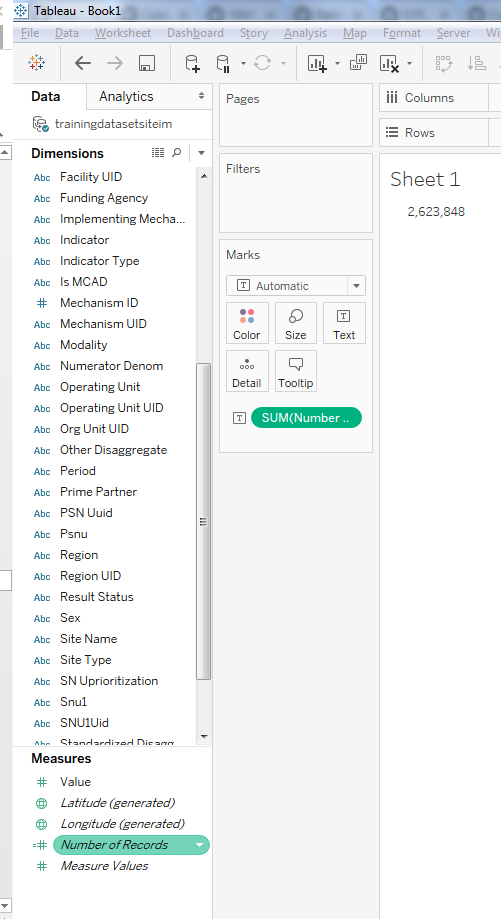 Tableau - Book1
File Data Worksheet Dashboard Story Analysis Map Format Server
Data Analytics
trainingdatasetsiteim
Dimensions
Abc Facility UID
Abc Funding Agency
Abc Implementing Mecha...
Abc Indicator
Abc Indicator Type
Abc Is MCAD
# Mechanism ID
Abc Mechanism UID
Abc Modality
Abc Numerator Denom
Abc Operating Unit
Abc Operating Unit UID
Abc Org Unit UID
Abc Other Disaggregate
Abc Period
Abc Prime Partner
Abc PSN Uuid
Abc Psnu
Abc Region
Abc Region UID
Abc Result Status
Abc Sex
Abc Site Name
Abc Site Type
Abc SN Uprioritization
Abc Snu1
Abc SNU1Uid
Abc Standardized Disagg
Measures
# Value
Latitude (generated)
Longitude (generated)
=# Number of Records
# Measure Values
Pages
Filters
Marks
T Automatic
Color Size T Text
Detail Tooltip
T SUM(Number ..
Columns
Rows
Sheet 1
2,623,848